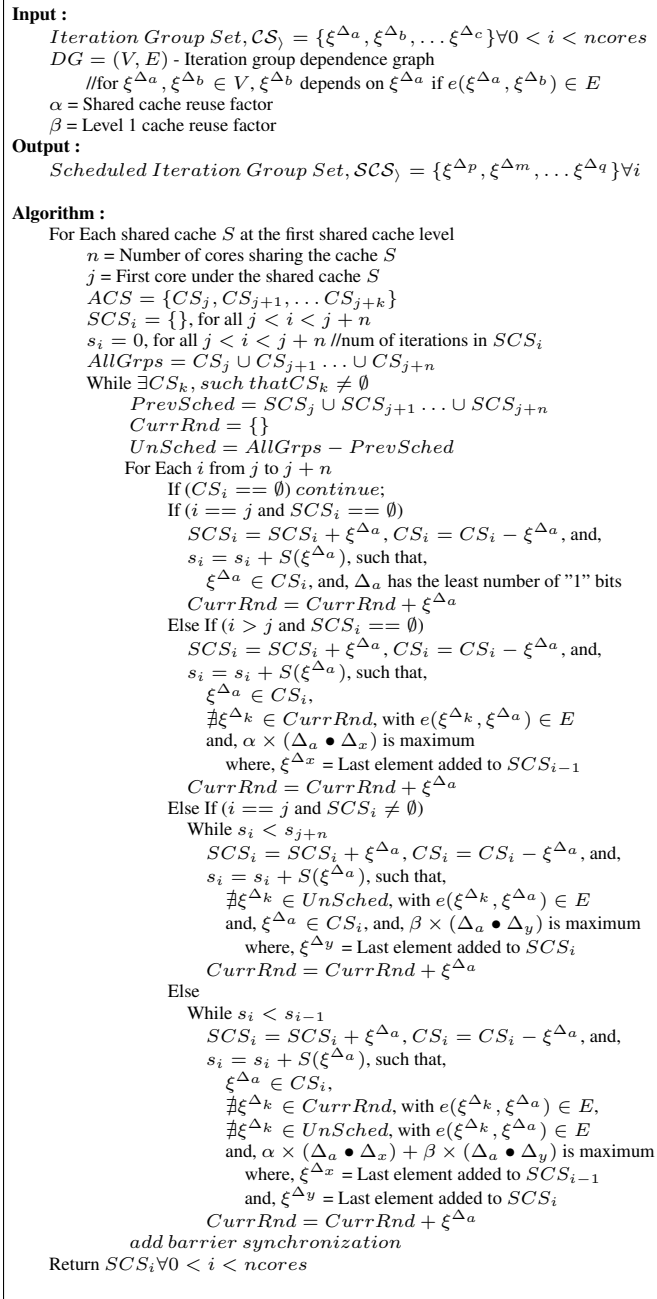 Input :
Iteration Group Set, CS⟩ = {ξ^Δa, ξ^Δb, … ξ^Δc}∀0 < i < ncores
DG = (V, E) - Iteration group dependence graph
//for ξ^Δa, ξ^Δb ∈ V, ξ^Δb depends on ξ^Δa if e(ξ^Δa, ξ^Δb) ∈ E
α = Shared cache reuse factor
β = Level 1 cache reuse factor
Output :
Scheduled Iteration Group Set, SCS⟩ = {ξ^Δp, ξ^Δm, … ξ^Δq}∀i
Algorithm :
For Each shared cache S at the first shared cache level
n = Number of cores sharing the cache S
j = First core under the shared cache S
ACS = {CS_j, CS_{j+1}, … CS_{j+k}}
SCS_i = {}, for all j < i < j + n
s_i = 0, for all j < i < j + n //num of iterations in SCS_i
AllGrps = CS_j ∪ CS_{j+1} … ∪ CS_{j+n}
While ∃CS_k, such thatCS_k ≠ ∅
PrevSched = SCS_j ∪ SCS_{j+1} … ∪ SCS_{j+n}
CurrRnd = {}
UnSched = AllGrps − PrevSched
For Each i from j to j + n
If (CS_i == ∅) continue;
If (i == j and SCS_i == ∅)
SCS_i = SCS_i + ξ^Δa, CS_i = CS_i − ξ^Δa, and,
s_i = s_i + S(ξ^Δa), such that,
ξ^Δa ∈ CS_i, and, Δ_a has the least number of ”1” bits
CurrRnd = CurrRnd + ξ^Δa
Else If (i > j and SCS_i == ∅)
SCS_i = SCS_i + ξ^Δa, CS_i = CS_i − ξ^Δa, and,
s_i = s_i + S(ξ^Δa), such that,
ξ^Δa ∈ CS_i,
∄ξ^Δk ∈ CurrRnd, with e(ξ^Δk, ξ^Δa) ∈ E
and, α × (Δ_a • Δ_x) is maximum
where, ξ^Δx = Last element added to SCS_{i−1}
CurrRnd = CurrRnd + ξ^Δa
Else If (i == j and SCS_i ≠ ∅)
While s_i < s_{j+n}
SCS_i = SCS_i + ξ^Δa, CS_i = CS_i − ξ^Δa, and,
s_i = s_i + S(ξ^Δa), such that,
∄ξ^Δk ∈ UnSched, with e(ξ^Δk, ξ^Δa) ∈ E
and, ξ^Δa ∈ CS_i, and, β × (Δ_a • Δ_y) is maximum
where, ξ^Δy = Last element added to SCS_i
CurrRnd = CurrRnd + ξ^Δa
Else
While s_i < s_{i−1}
SCS_i = SCS_i + ξ^Δa, CS_i = CS_i − ξ^Δa, and,
s_i = s_i + S(ξ^Δa), such that,
ξ^Δa ∈ CS_i,
∄ξ^Δk ∈ CurrRnd, with e(ξ^Δk, ξ^Δa) ∈ E,
∄ξ^Δk ∈ UnSched, with e(ξ^Δk, ξ^Δa) ∈ E
and, α × (Δ_a • Δ_x) + β × (Δ_a • Δ_y) is maximum
where, ξ^Δx = Last element added to SCS_{i−1}
and, ξ^Δy = Last element added to SCS_i
CurrRnd = CurrRnd + ξ^Δa
add barrier synchronization
Return SCS_i∀0 < i < ncores